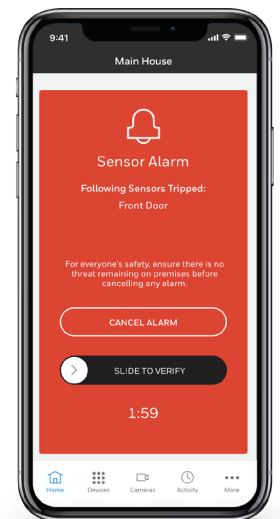 9:41
Main House
Sensor Alarm
Following Sensors Tripped:
Front Door
For everyone's safety, ensure there is no
threat remaining on premises before
cancelling any alarm.
CANCEL ALARM
SLIDE TO VERIFY
1:59
Home Devices Cameras Activity More